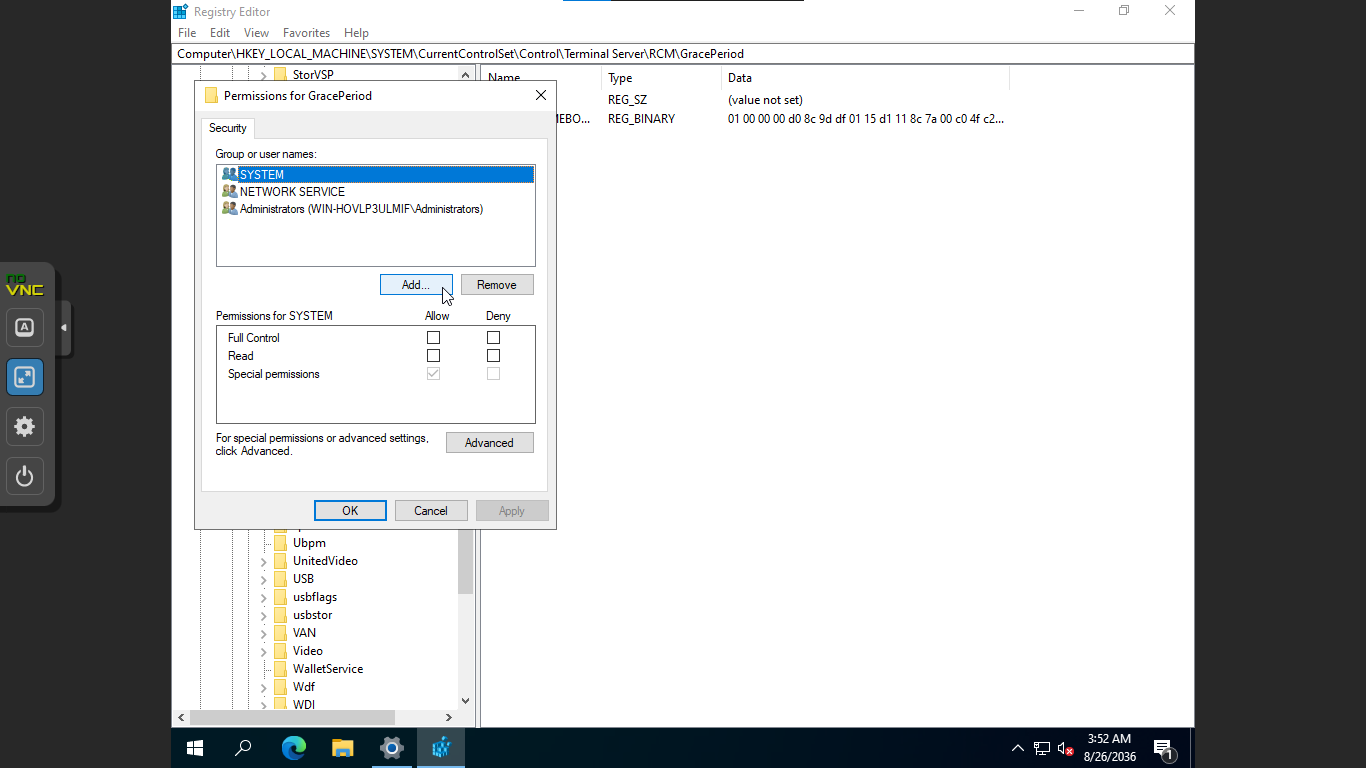 Registry Editor
File Edit View Favorites Help
Computer\HKEY_LOCAL_MACHINE\SYSTEM\CurrentControlSet\Control\Terminal Server\RCM\GracePeriod
StorVSP
Name Type Data
REG_SZ (value not set)
REG_BINARY 01 00 00 00 d0 8c 9d df 01 15 d1 11 8c 7a 00 c0 4f c2...
Permissions for GracePeriod
Security
Group or user names:
SYSTEM
NETWORK SERVICE
Administrators (WIN-HOVLP3ULMIF\Administrators)
Add... Remove
Permissions for SYSTEM Allow Deny
Full Control
Read
Special permissions
For special permissions or advanced settings,
click Advanced.
Advanced
OK Cancel Apply
Ubpm
UnitedVideo
USB
usbflags
usbstor
VAN
Video
WalletService
Wdf
WDI
no
VNC
A
3:52 AM
8/26/2036
1